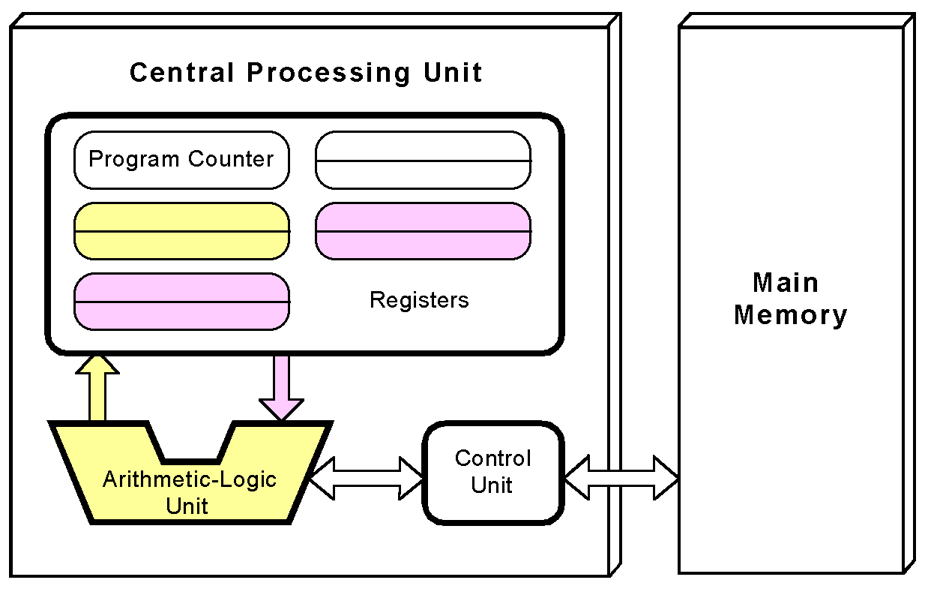 Central Processing Unit
Program Counter
Registers
Arithmetic-Logic
Unit
Control
Unit
Main
Memory